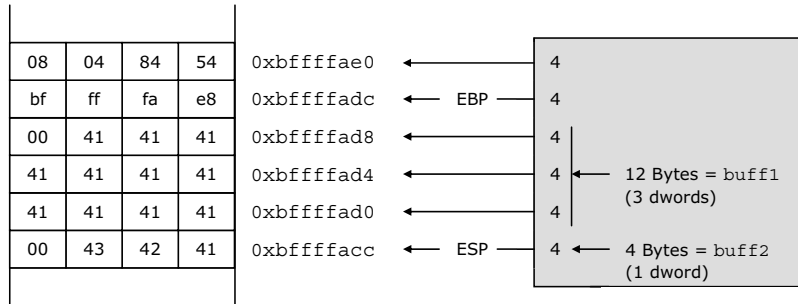 08 04 84 54 0xbffffae0 4
bf ff fa e8 0xbffffadc EBP 4
00 41 41 41 0xbffffad8 4
41 41 41 41 0xbffffad4 4 12 Bytes = buff1
(3 dwords)
41 41 41 41 0xbffffad0 4
00 43 42 41 0xbffffacc ESP 4 4 Bytes = buff2
(1 dword)